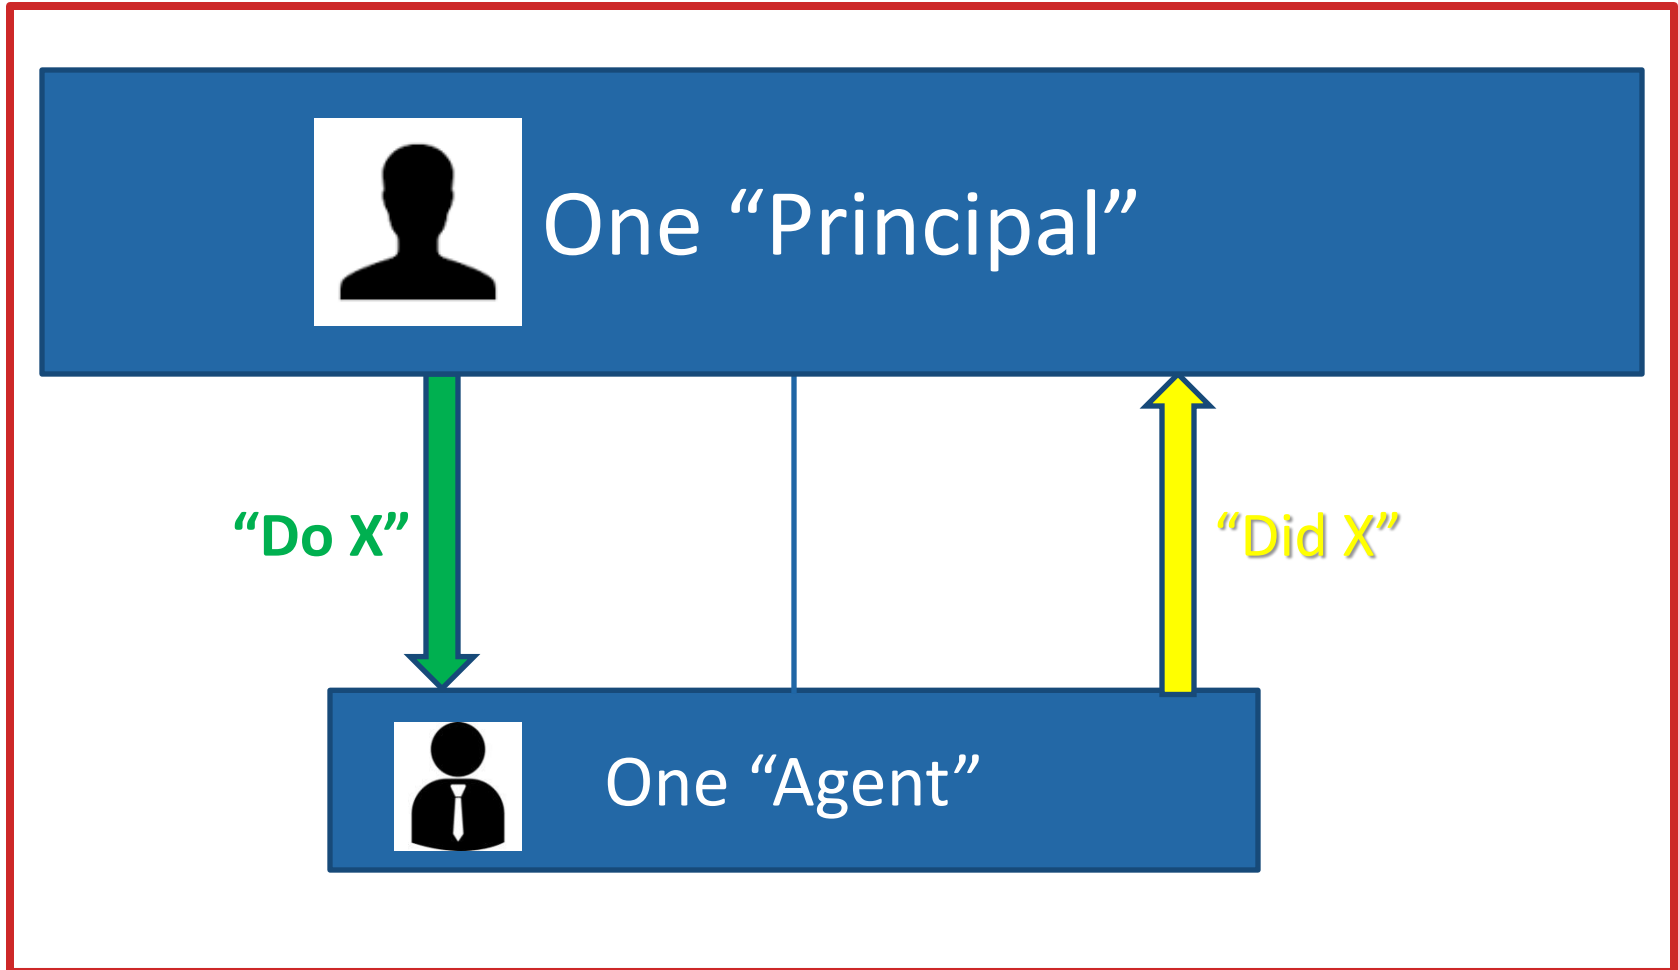 One “Principal”
“Do X”
“Did X”
One “Agent”